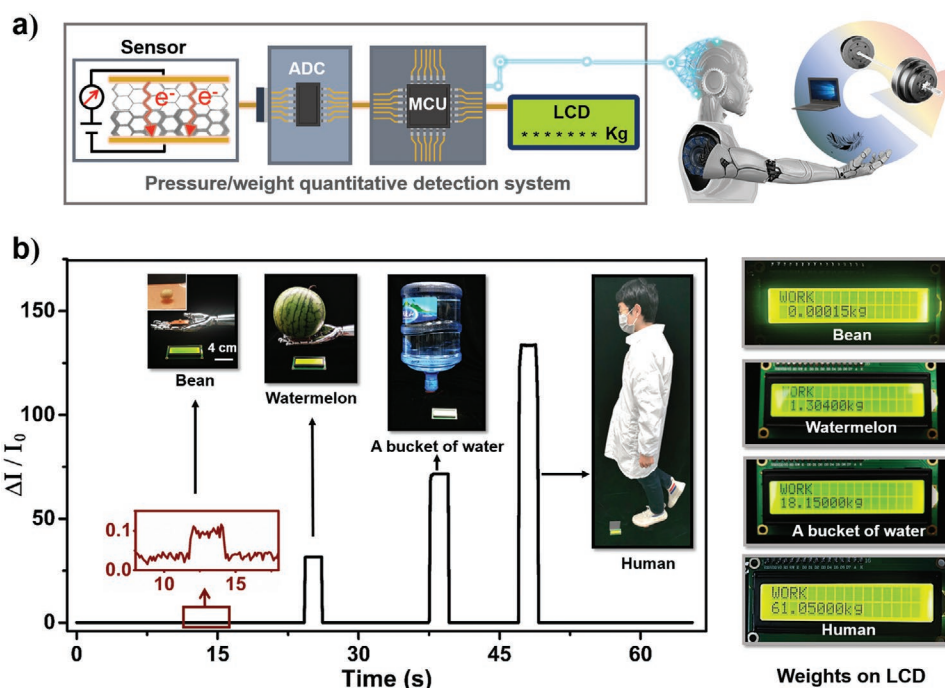 a)
Sensor
e-
e-
ADC
MCU
LCD
* * * * * * * Kg
Pressure/weight quantitative detection system
b)
ΔI / I0
150
100
50
0
0
15
30
45
60
Time (s)
4 cm
Bean
Watermelon
A bucket of water
Human
0.1
0.0
10
15
WORK
0.00015kg
Bean
WORK
1.30400kg
Watermelon
WORK
18.15000kg
A bucket of water
WORK
61.05000kg
Human
Weights on LCD